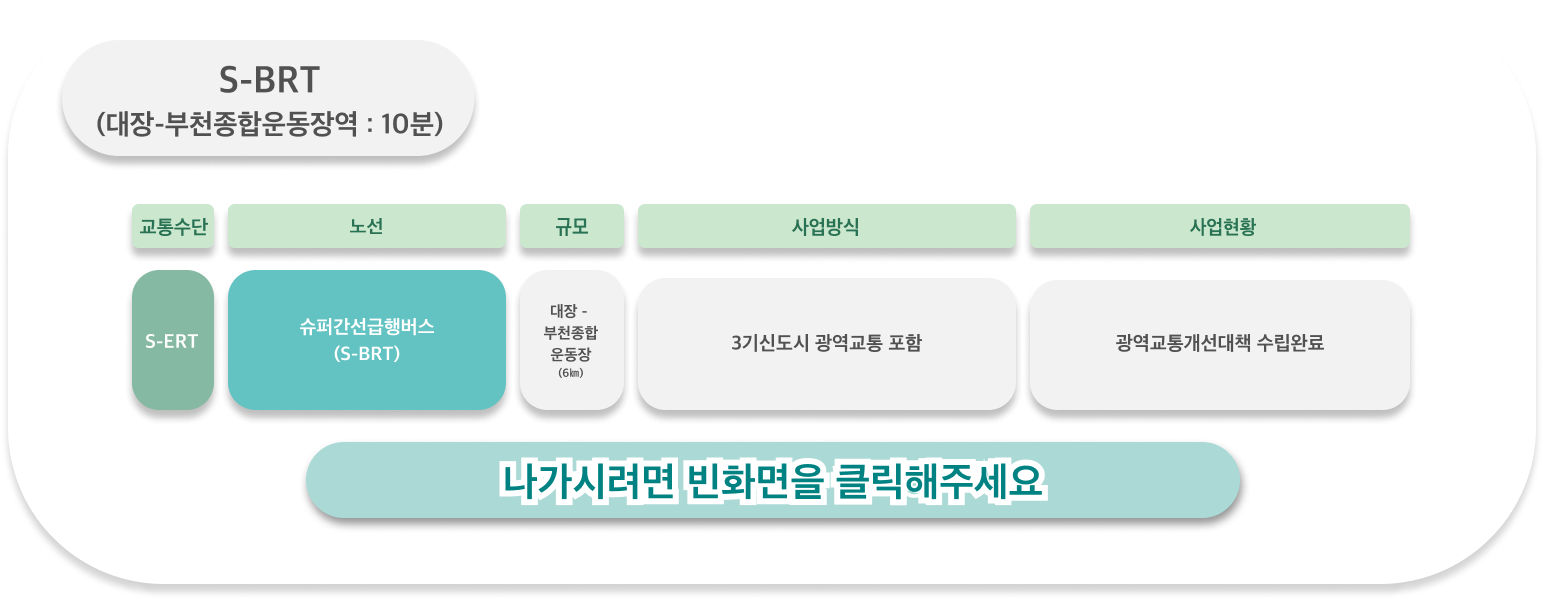 S-BRT
(대장-부천종합운동장역 : 10분)
교통수단 노선 규모 사업방식 사업현황
S-ERT
슈퍼간선급행버스
(S-BRT)
대장 -
부천종합
운동장
(6㎞)
3기신도시 광역교통 포함
광역교통개선대책 수립완료
나가시려면 빈화면을 클릭해주세요